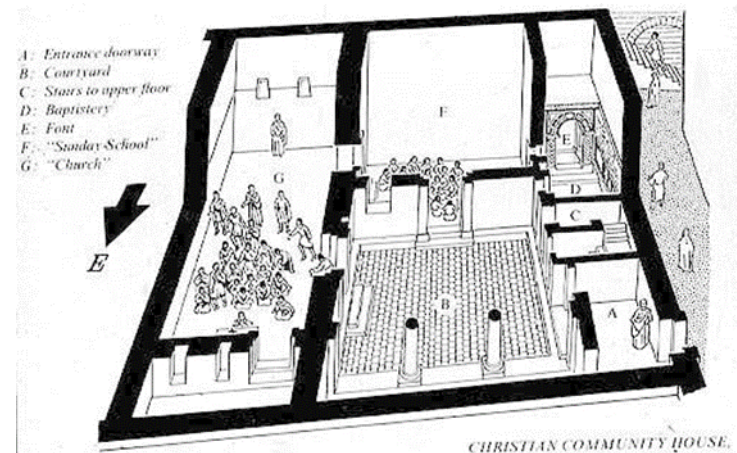 A: Entrance doorway
B: Courtyard
C: Stairs to upper floor
D: Baptistery
E: Font
F: "Sunday School"
G: "Church"
F
E
G
D
C
E
B
A
CHRISTIAN COMMUNITY HOUSE,